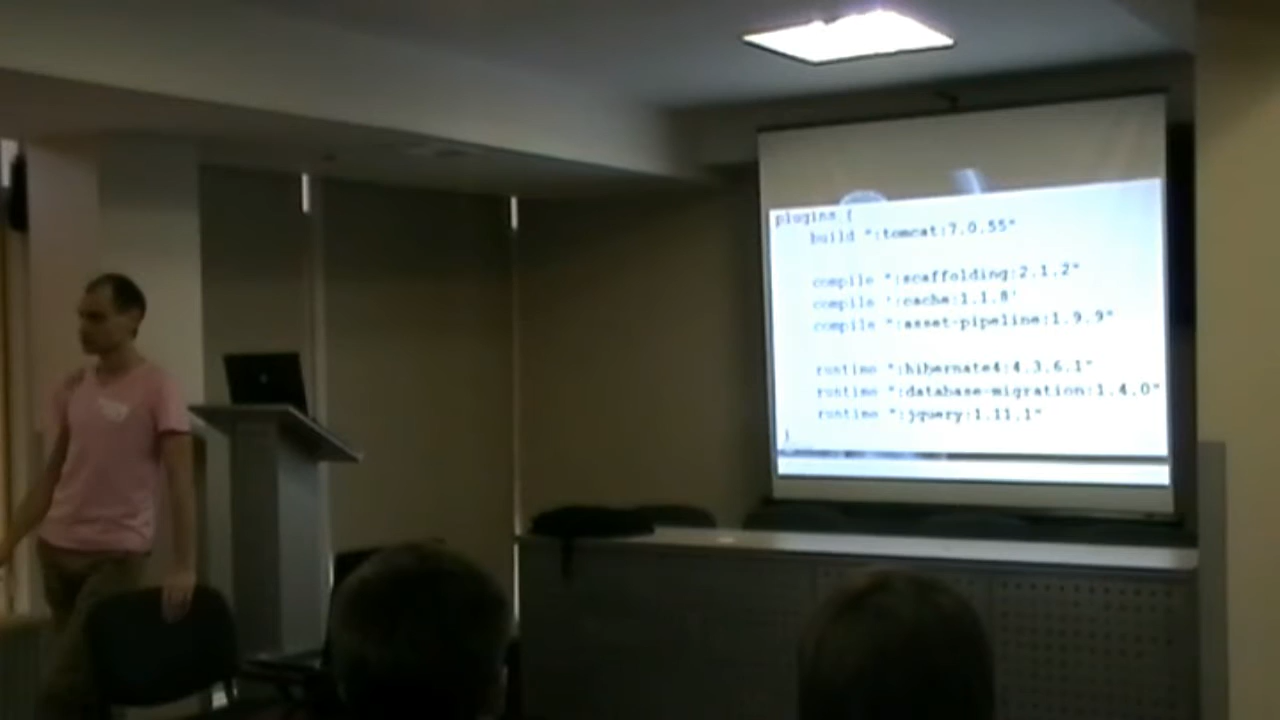 plugins {
build ":tomcat:7.0.55"
compile ":scaffolding:2.1.2"
compile ':cache:1.1.8'
compile ":asset-pipeline:1.9.9"
runtime ":hibernate4:4.3.6.1"
runtime ":database-migration:1.4.0"
runtime ":jquery:1.11.1"
}